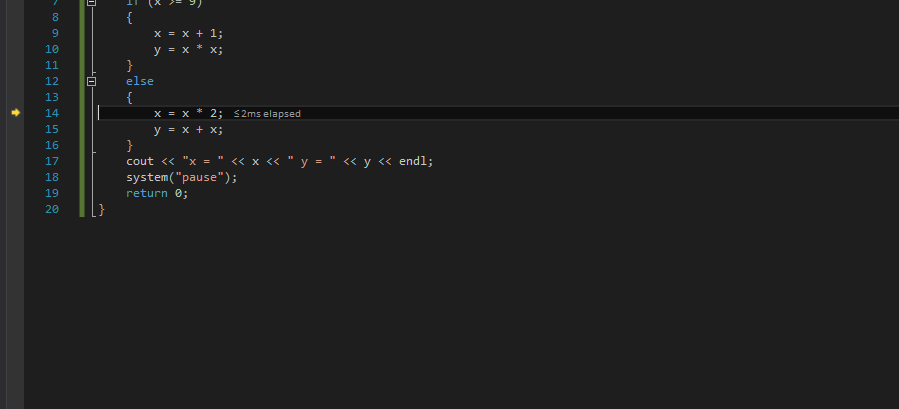 7 if (x >= 9)
8 {
9 x = x + 1;
10 y = x * x;
11 }
12 else
13 {
14 x = x * 2; ≤2ms elapsed
15 y = x + x;
16 }
17 cout << "x = " << x << " y = " << y << endl;
18 system("pause");
19 return 0;
20 }